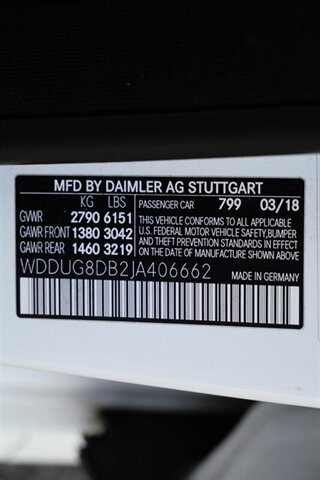 MFD BY DAIMLER AG STUTTGART
KG LBS PASSENGER CAR 799 03/18
GVWR 2790 6151 THIS VEHICLE CONFORMS TO ALL APPLICABLE
GAWR FRONT 1380 3042 U.S. FEDERAL MOTOR VEHICLE SAFETY, BUMPER
GAWR REAR 1460 3219 AND THEFT PREVENTION STANDARDS IN EFFECT
ON THE DATE OF MANUFACTURE SHOWN ABOVE
WDDUG8DB2JA406662 MADE IN GERMANY